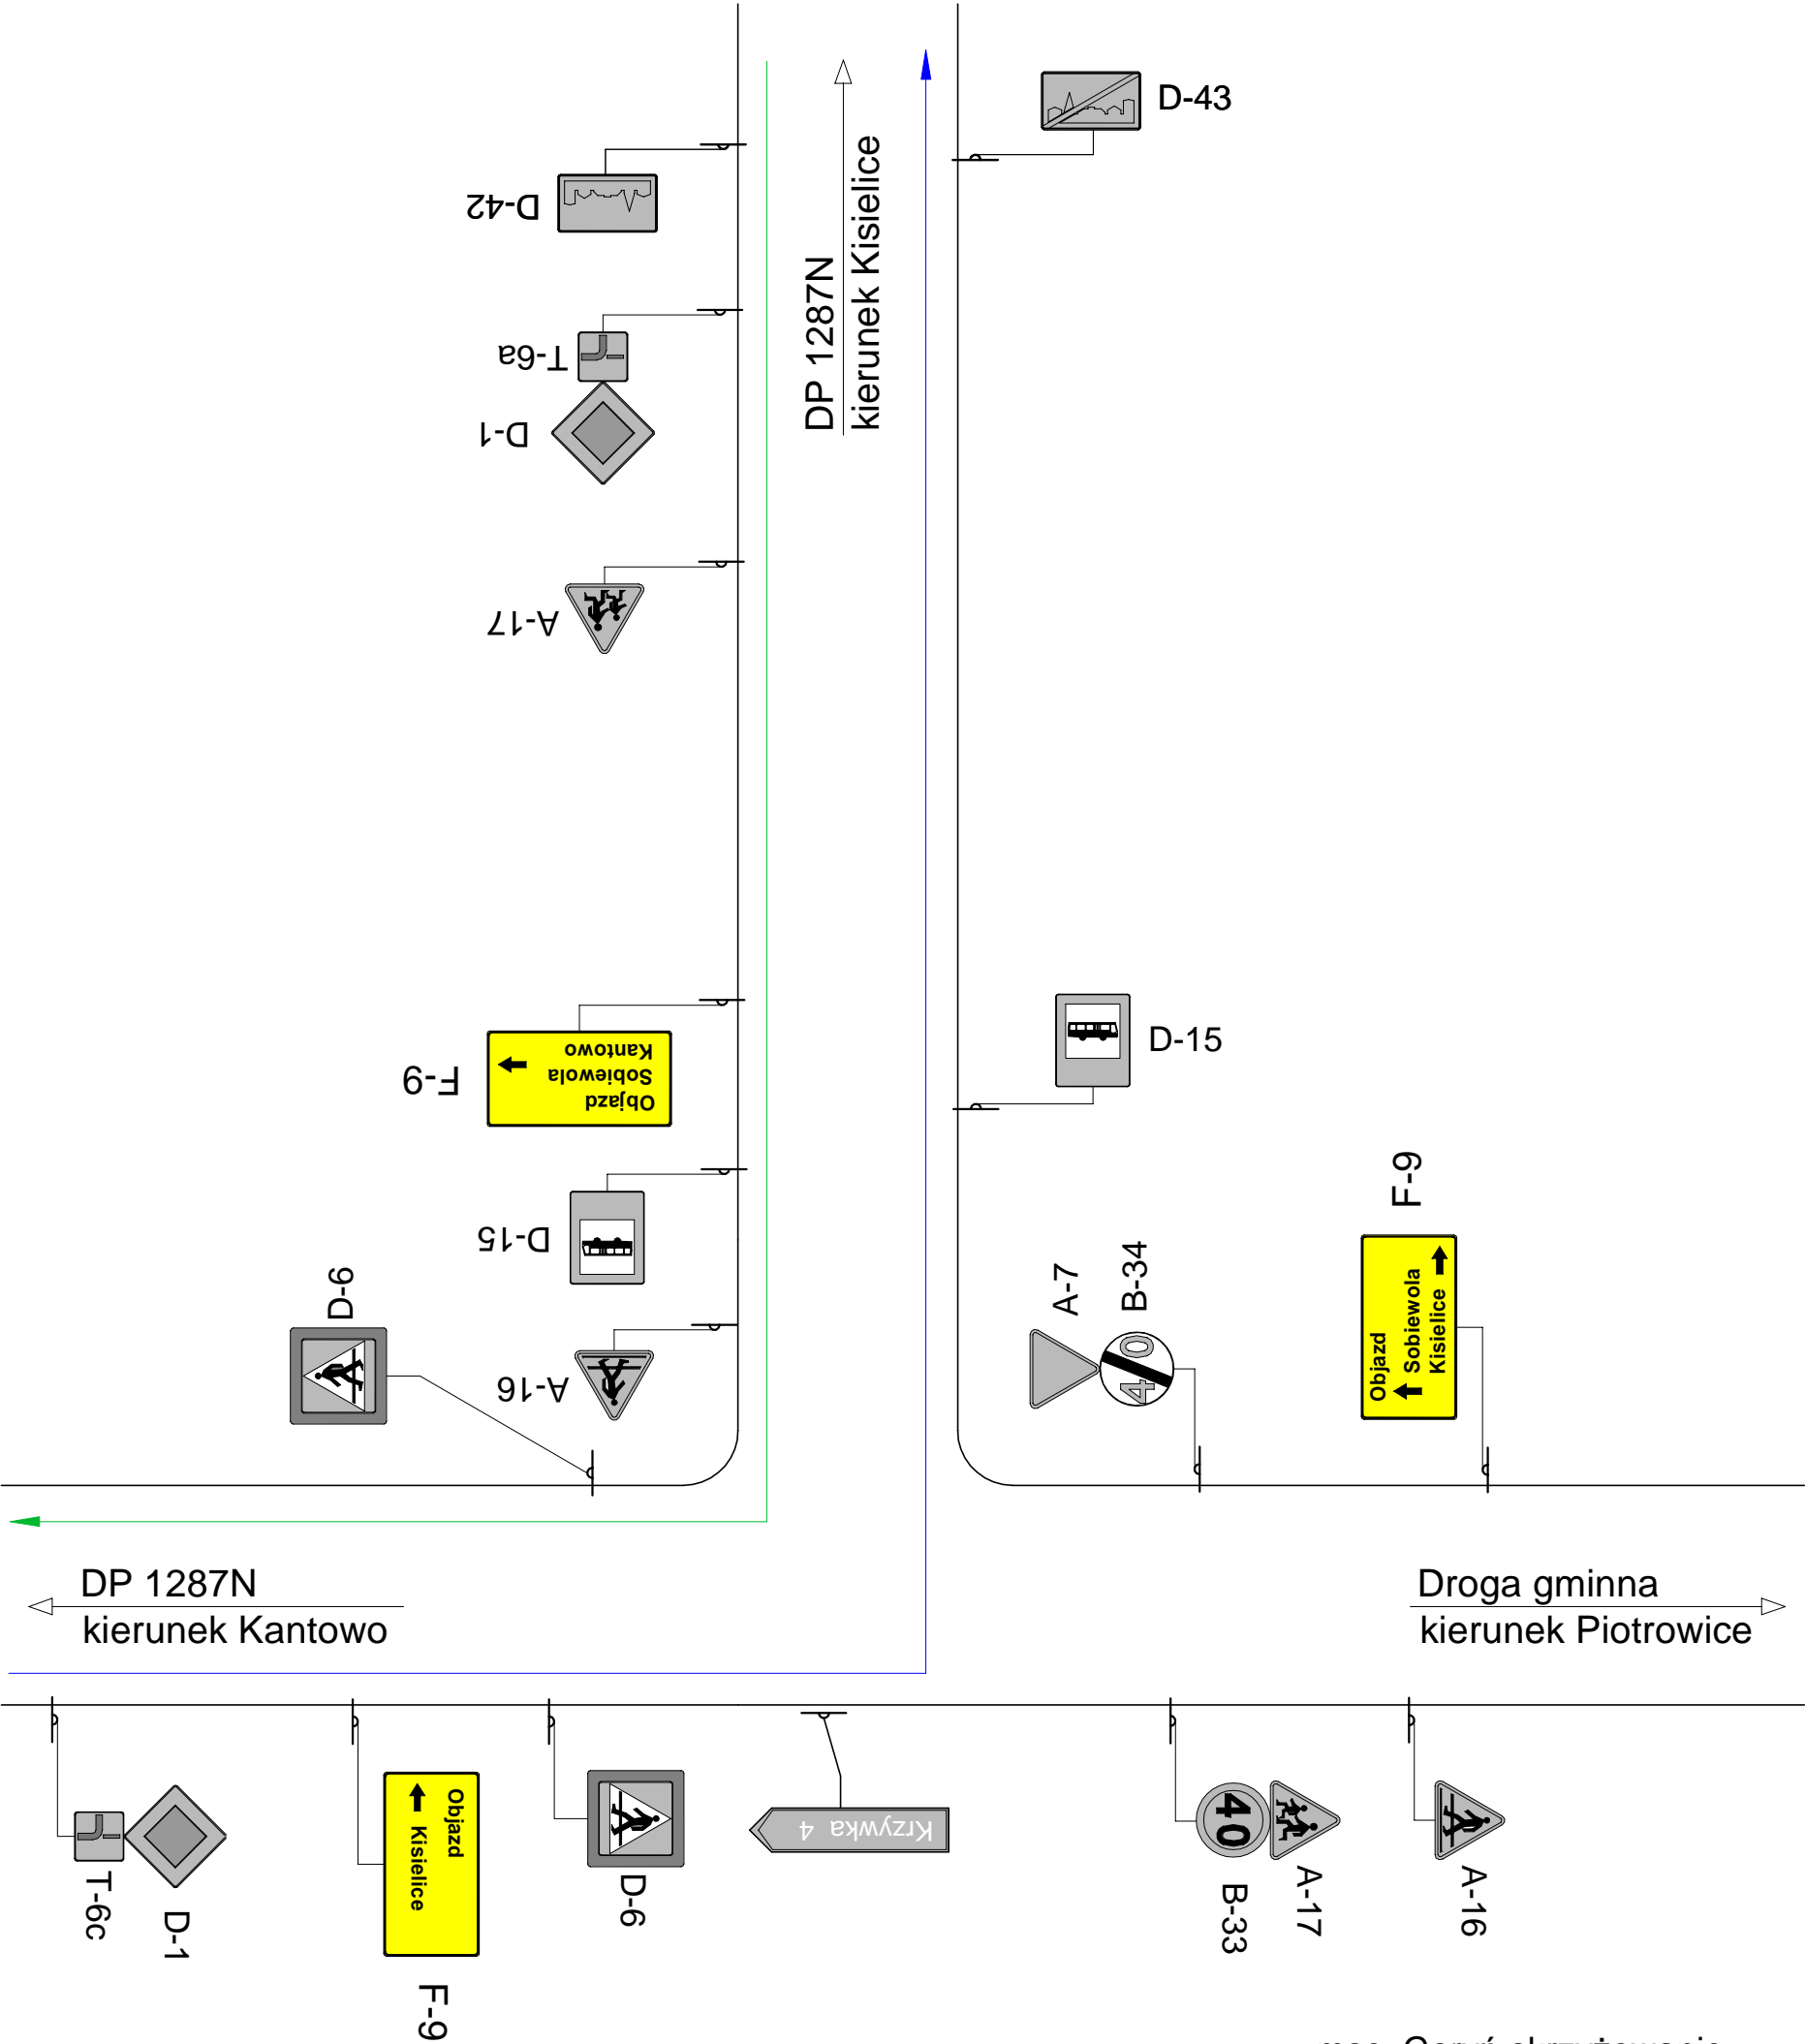 D-43
D-42
DP 1287N
kierunek Kisielice
T-6a
D-1
A-17
D-15
F-9
Objazd
Sobiewola
Kantowo
F-9
D-15
D-6
A-16
A-7
B-34
40
Objazd
Sobiewola
Kisielice
DP 1287N
kierunek Kantowo
Droga gminna
kierunek Piotrowice
T-6c
D-1
Objazd
Kisielice
F-9
D-6
Krzywka 4
40
B-33
A-17
A-16